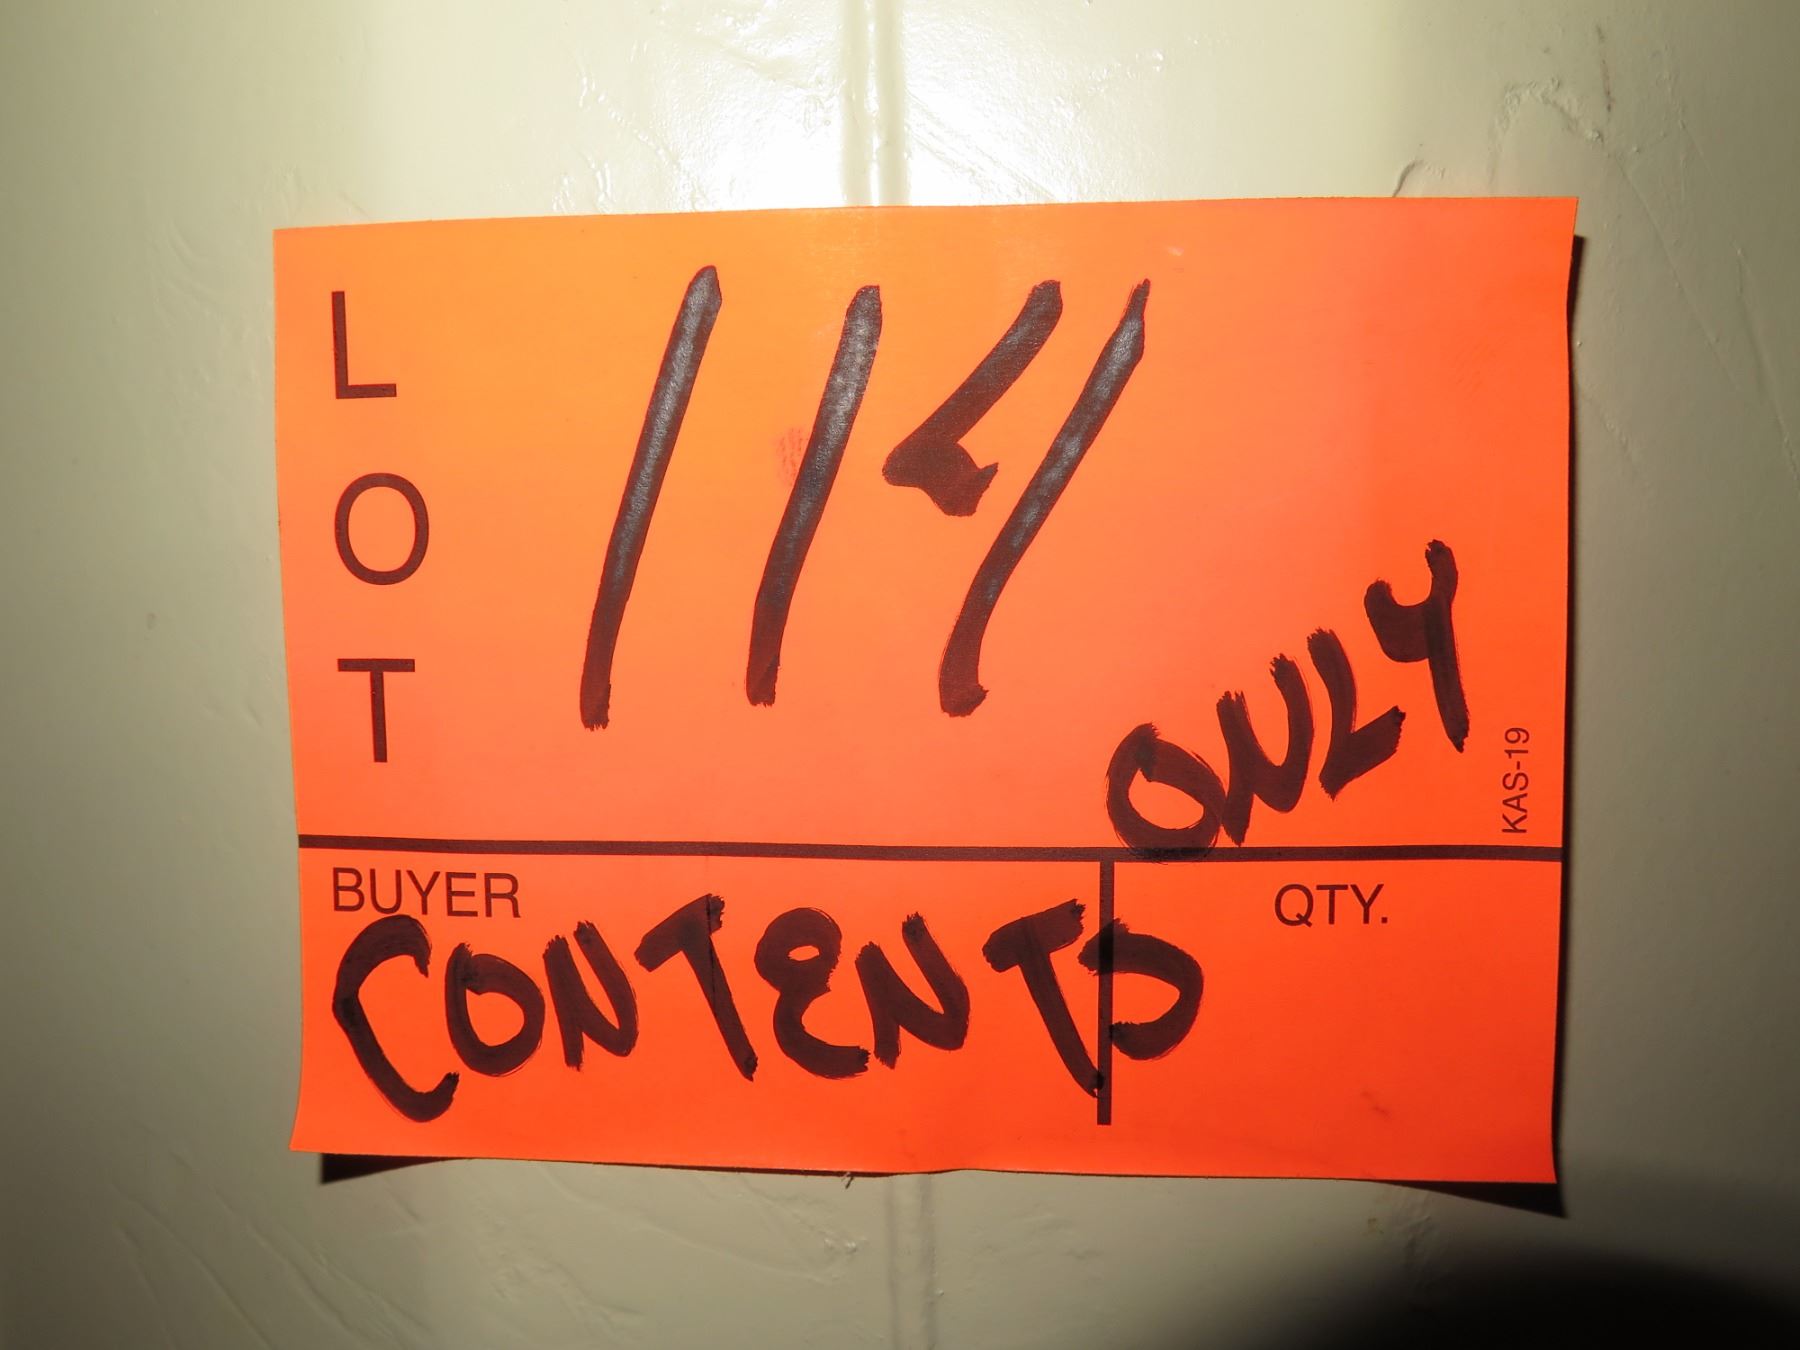 LOT
114
ONLY
KAS-19
BUYER
QTY.
CONTENTS